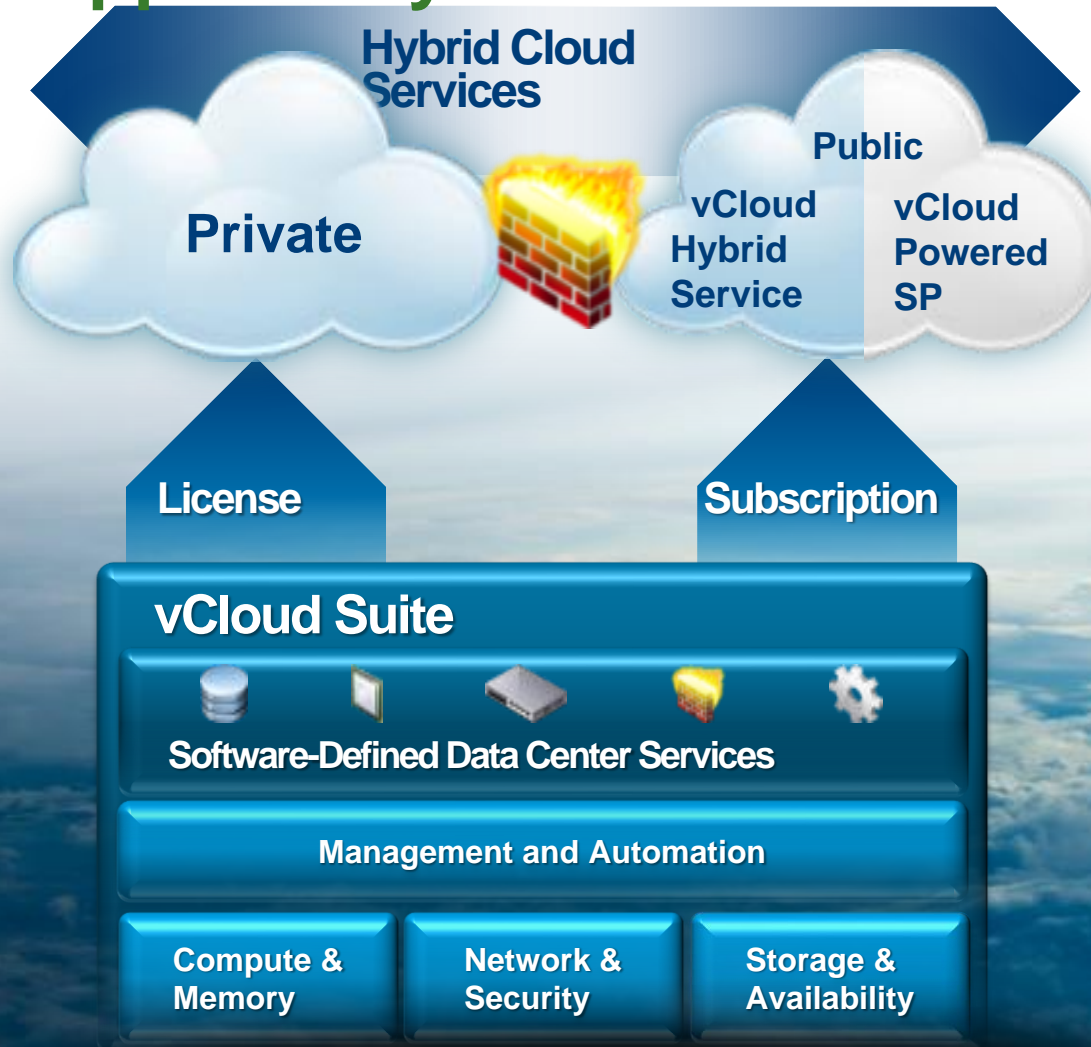 Hybrid Cloud
Services
Private
Public
vCloud
Hybrid
Service
vCloud
Powered
SP
License
Subscription
vCloud Suite
Software-Defined Data Center Services
Management and Automation
Compute &
Memory
Network &
Security
Storage &
Availability